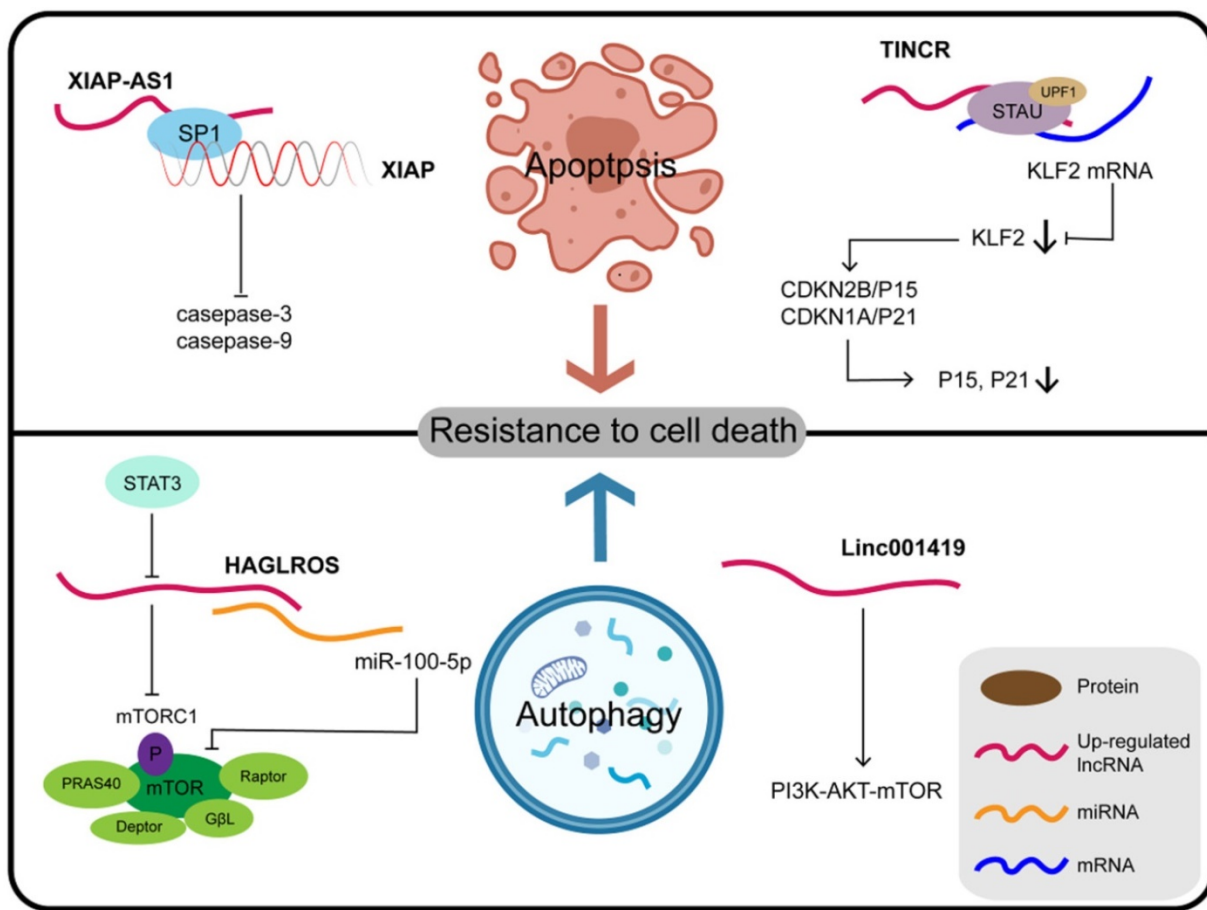 XIAP-AS1
SP1
XIAP
casepase-3
casepase-9
Apoptpsis
TINCR
UPF1
STAU
KLF2 mRNA
KLF2
CDKN2B/P15
CDKN1A/P21
P15, P21
Resistance to cell death
STAT3
HAGLROS
miR-100-5p
mTORC1
P
PRAS40
mTOR
Raptor
Deptor
GβL
Autophagy
Linc001419
PI3K-AKT-mTOR
Protein
Up-regulated
lncRNA
miRNA
mRNA